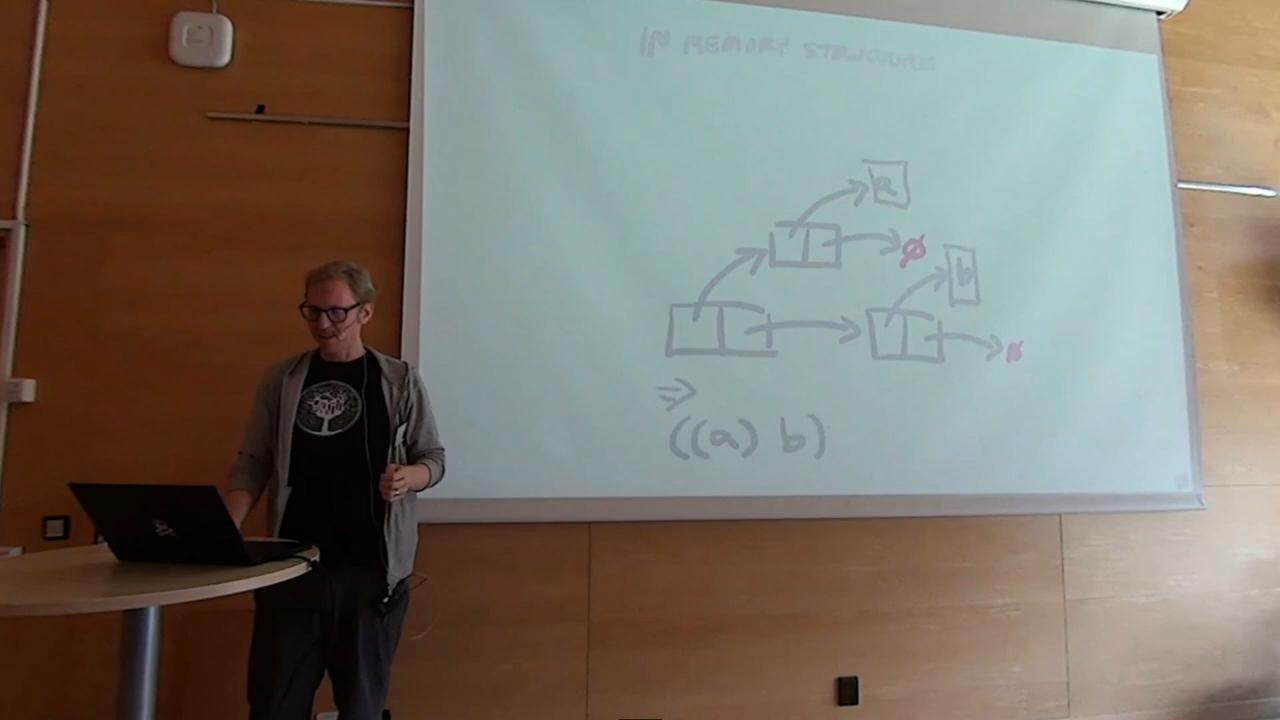 IN MEMORY STRUCTURE
a
ø
b
ø
⇒
((a) b)